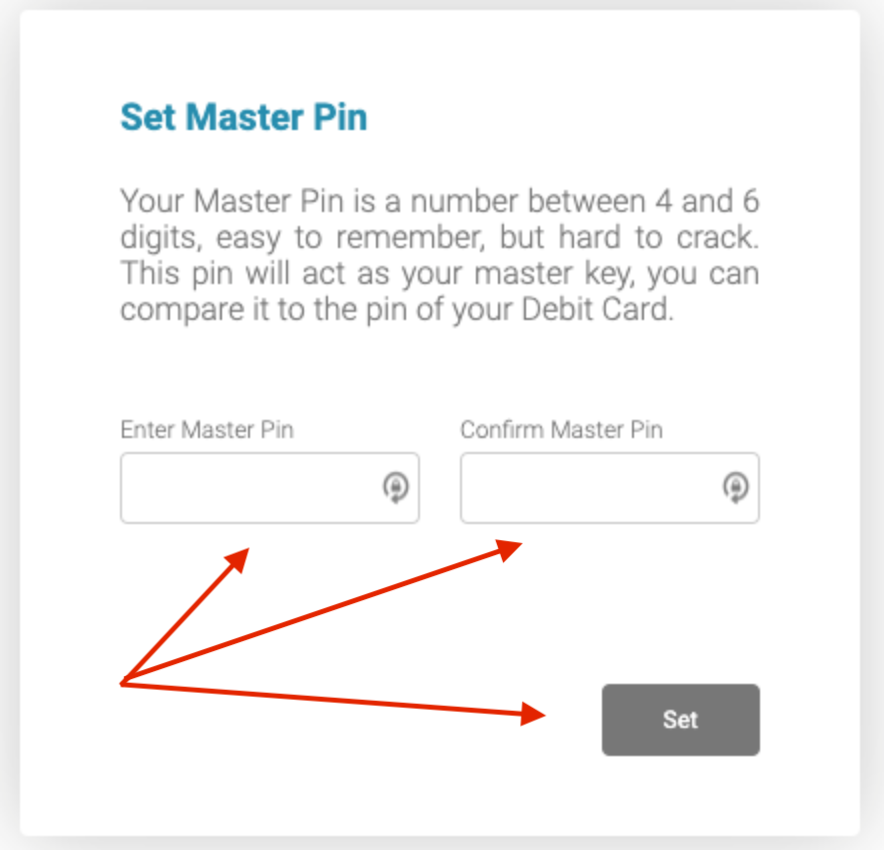 Set Master Pin
Your Master Pin is a number between 4 and 6
digits, easy to remember, but hard to crack.
This pin will act as your master key, you can
compare it to the pin of your Debit Card.
Enter Master Pin
Confirm Master Pin
Set